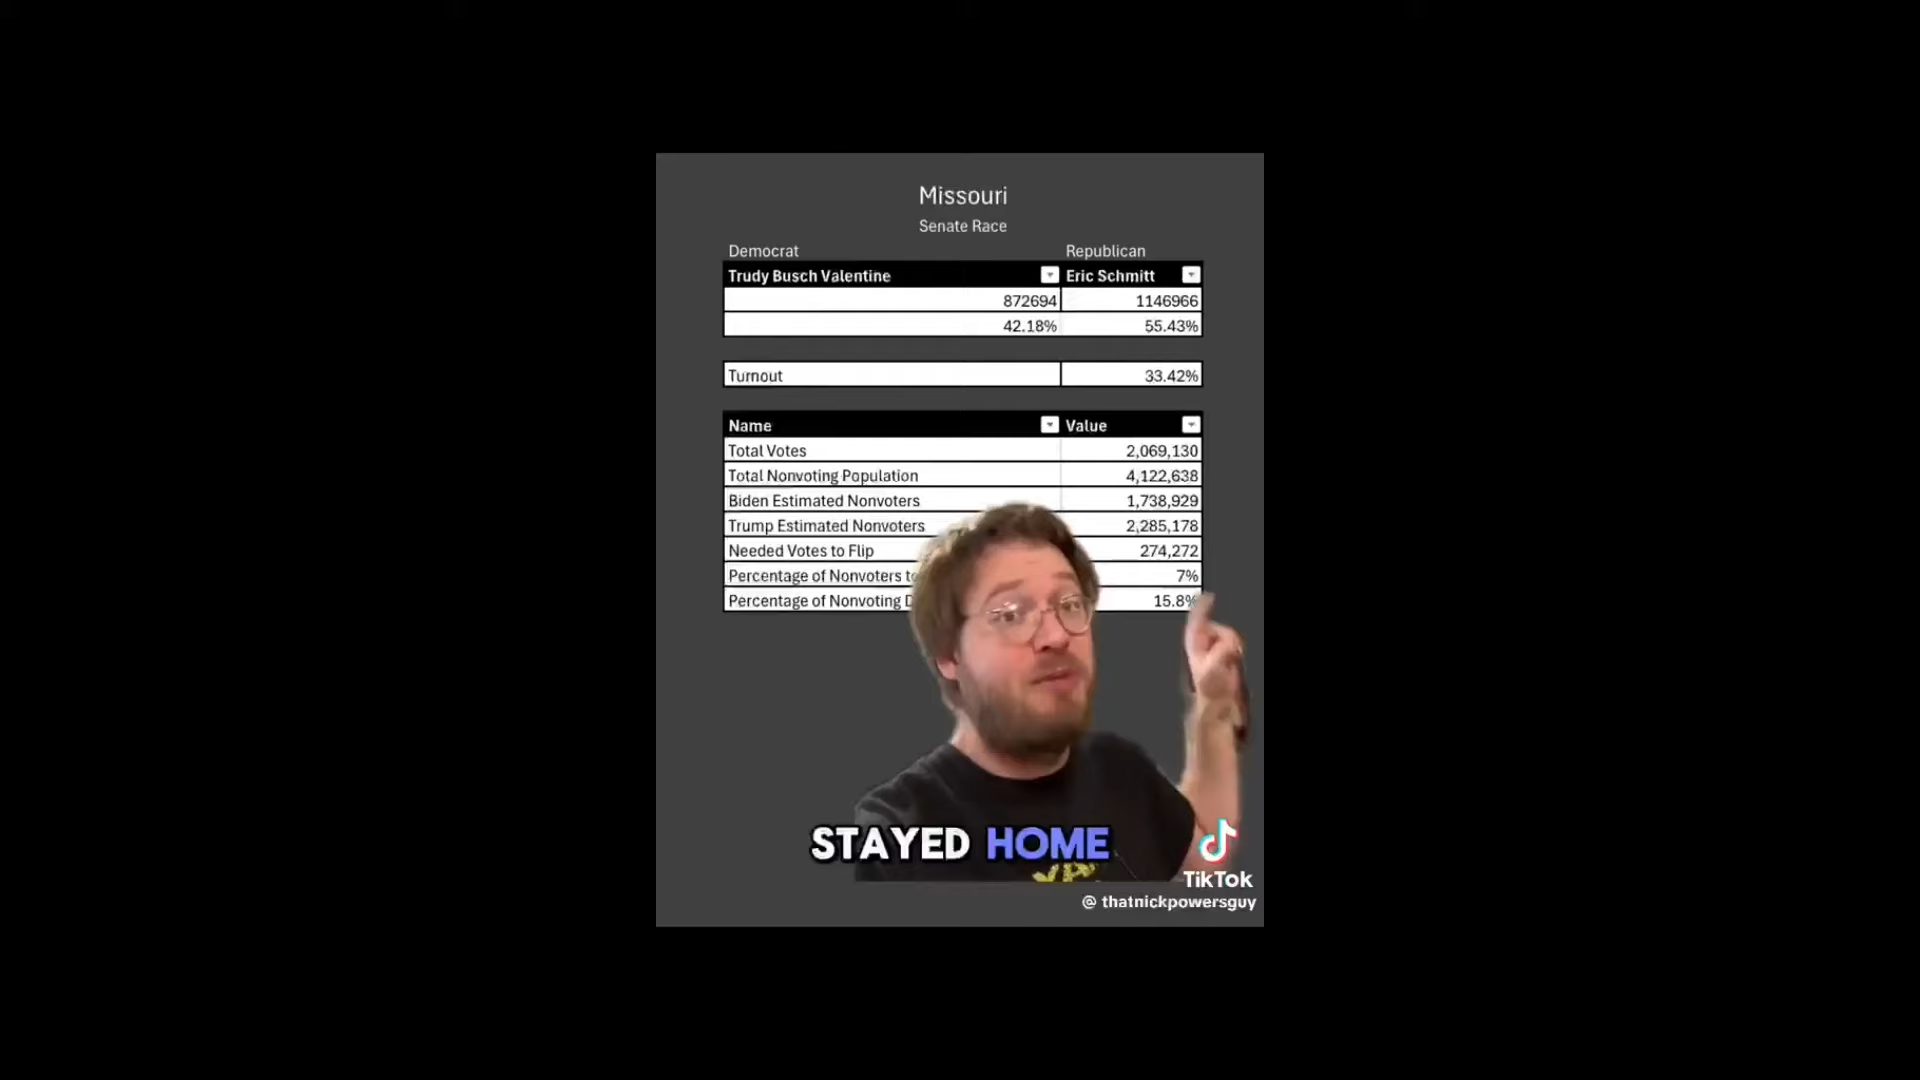 Missouri
Senate Race
Democrat Republican
Trudy Busch Valentine Eric Schmitt
872694 1146966
42.18% 55.43%
Turnout 33.42%
Name Value
Total Votes 2,069,130
Total Nonvoting Population 4,122,638
Biden Estimated Nonvoters 1,738,929
Trump Estimated Nonvoters 2,285,178
Needed Votes to Flip 274,272
Percentage of Nonvoters 7%
Percentage of Nonvoting 15.8%
STAYED HOME
TikTok
@ thatnickpowersguy